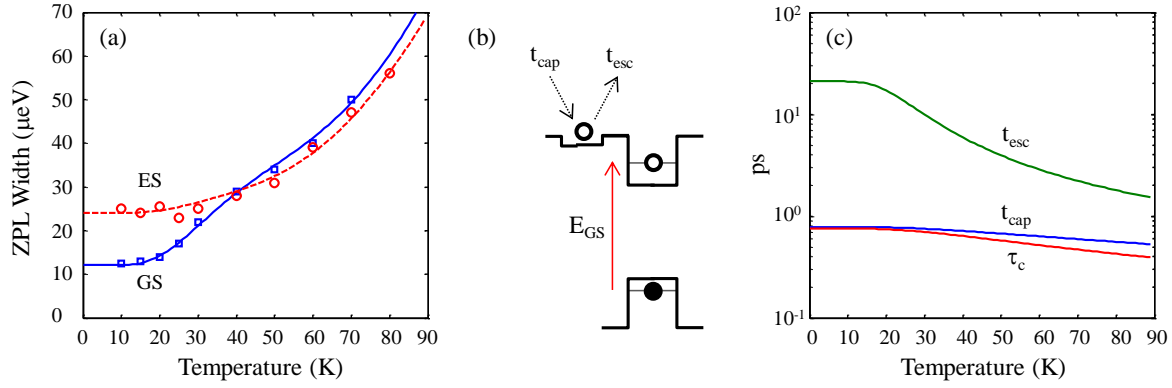 (a)
70
60
50
40
30
20
10
0
ZPL Width (µeV)
ES
GS
0 10 20 30 40 50 60 70 80 90
Temperature (K)
(b)
t_cap t_esc
E_GS
(c)
10^2
10^1
10^0
10^-1
ps
t_esc
t_cap
τ_c
0 10 20 30 40 50 60 70 80 90
Temperature (K)